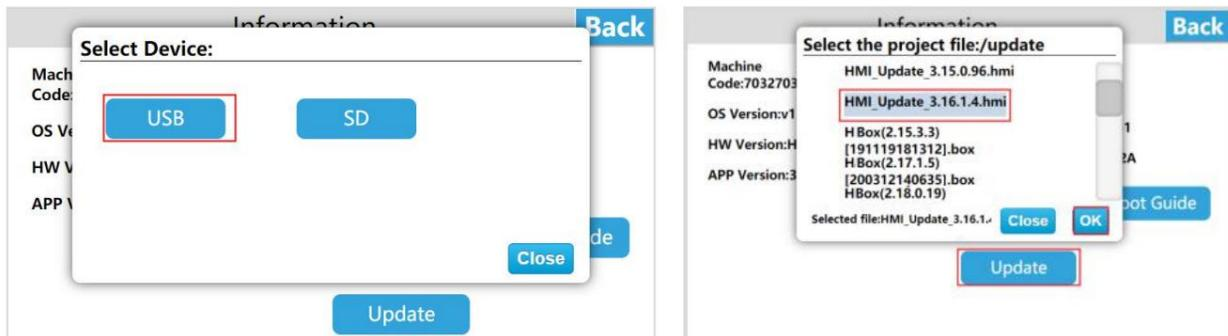 Information
Back
Select Device:
Mach
Code:
USB
SD
OS Ve
HW V
APP V
de
Close
Update
Information
Back
Select the project file:/update
Machine
Code:7032703
HMI_Update_3.15.0.96.hmi
HMI_Update_3.16.1.4.hmi
OS Version:v1
HBox(2.15.3.3)
1
HW Version:H
[191119181312].box
HBox(2.17.1.5)
2A
APP Version:3
[200312140635].box
HBox(2.18.0.19)
oot Guide
Selected file:HMI_Update_3.16.1.
Close
OK
Update